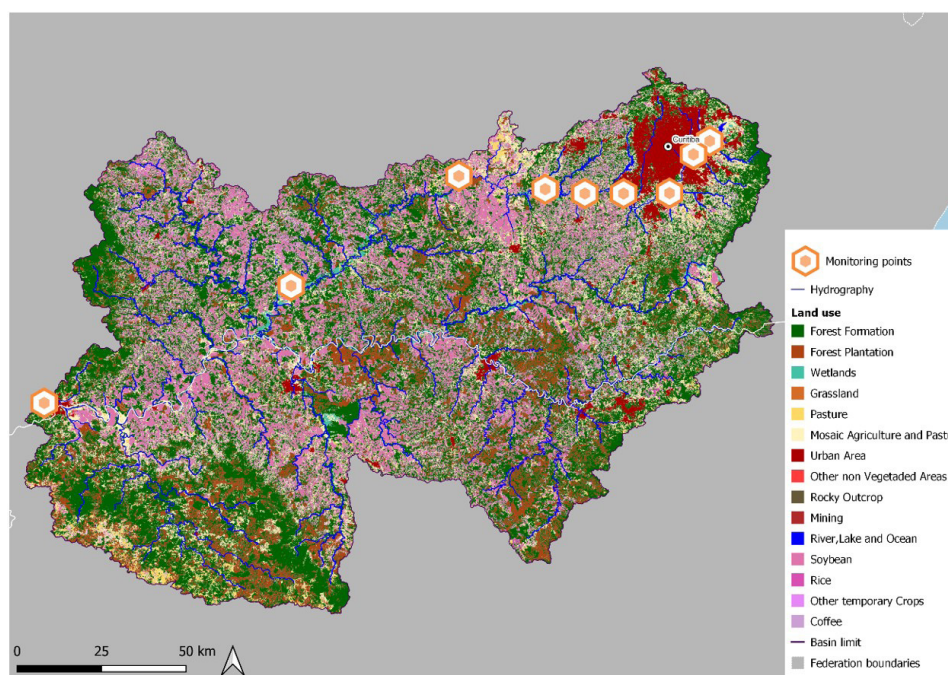 Curitiba
Monitoring points
Hydrography
Land use
Forest Formation
Forest Plantation
Wetlands
Grassland
Pasture
Mosaic Agriculture and Pastu
Urban Area
Other non Vegetaded Areas
Rocky Outcrop
Mining
River,Lake and Ocean
Soybean
Rice
Other temporary Crops
Coffee
Basin limit
Federation boundaries
0 25 50 km